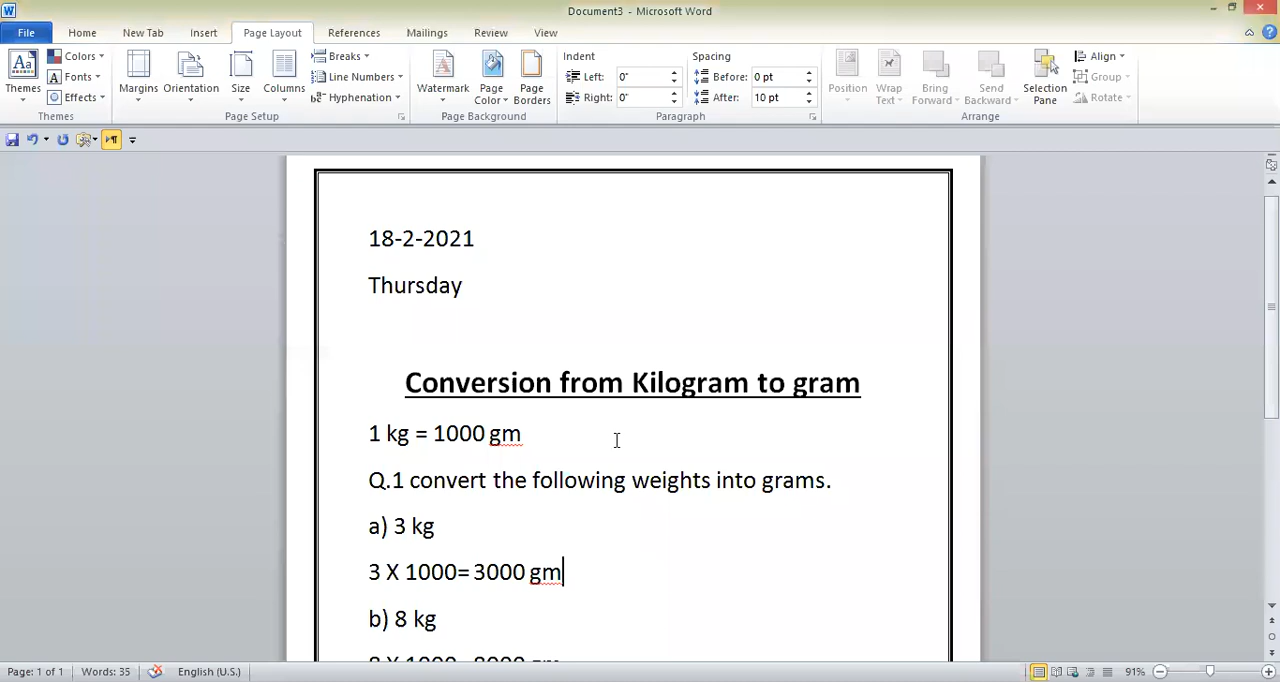 Document3 - Microsoft Word
File Home New Tab Insert Page Layout References Mailings Review View
Themes
Colors
Fonts
Effects
Themes
Margins Orientation Size Columns
Breaks
Line Numbers
Hyphenation
Page Setup
Watermark Page Color Page Borders
Page Background
Indent
Left: 0"
Right: 0"
Spacing
Before: 0 pt
After: 10 pt
Paragraph
Position Wrap Text Bring Forward Send Backward Selection Pane
Align
Group
Rotate
Arrange
18-2-2021
Thursday
Conversion from Kilogram to gram
1 kg = 1000 gm
Q.1 convert the following weights into grams.
a) 3 kg
3 X 1000= 3000 gm
b) 8 kg
8 X 1000= 8000 gm
Page: 1 of 1 Words: 35 English (U.S.) 91%